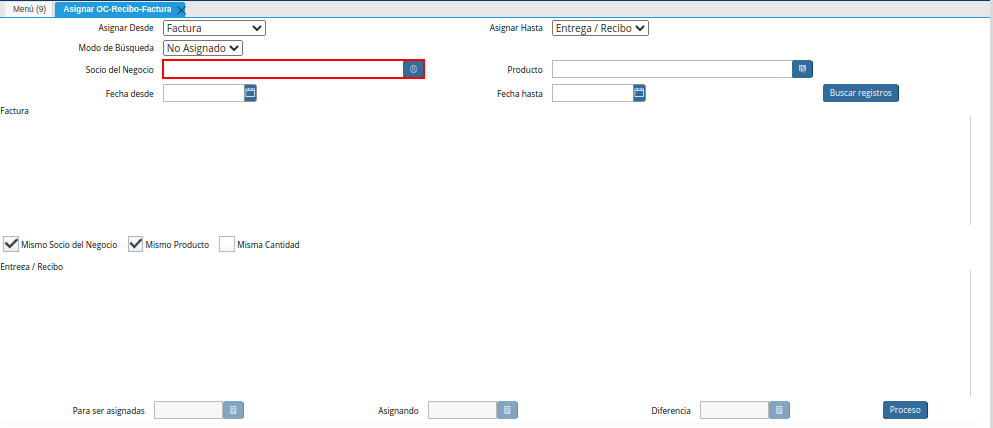 Menú (9) Asignar OC-Recibo-Factura
Asignar Desde Factura Asignar Hasta Entrega / Recibo
Modo de Búsqueda No Asignado
Socio del Negocio Producto
Fecha desde Fecha hasta Buscar registros
Factura
Mismo Socio del Negocio Mismo Producto Misma Cantidad
Entrega / Recibo
Para ser asignadas Asignando Diferencia Proceso